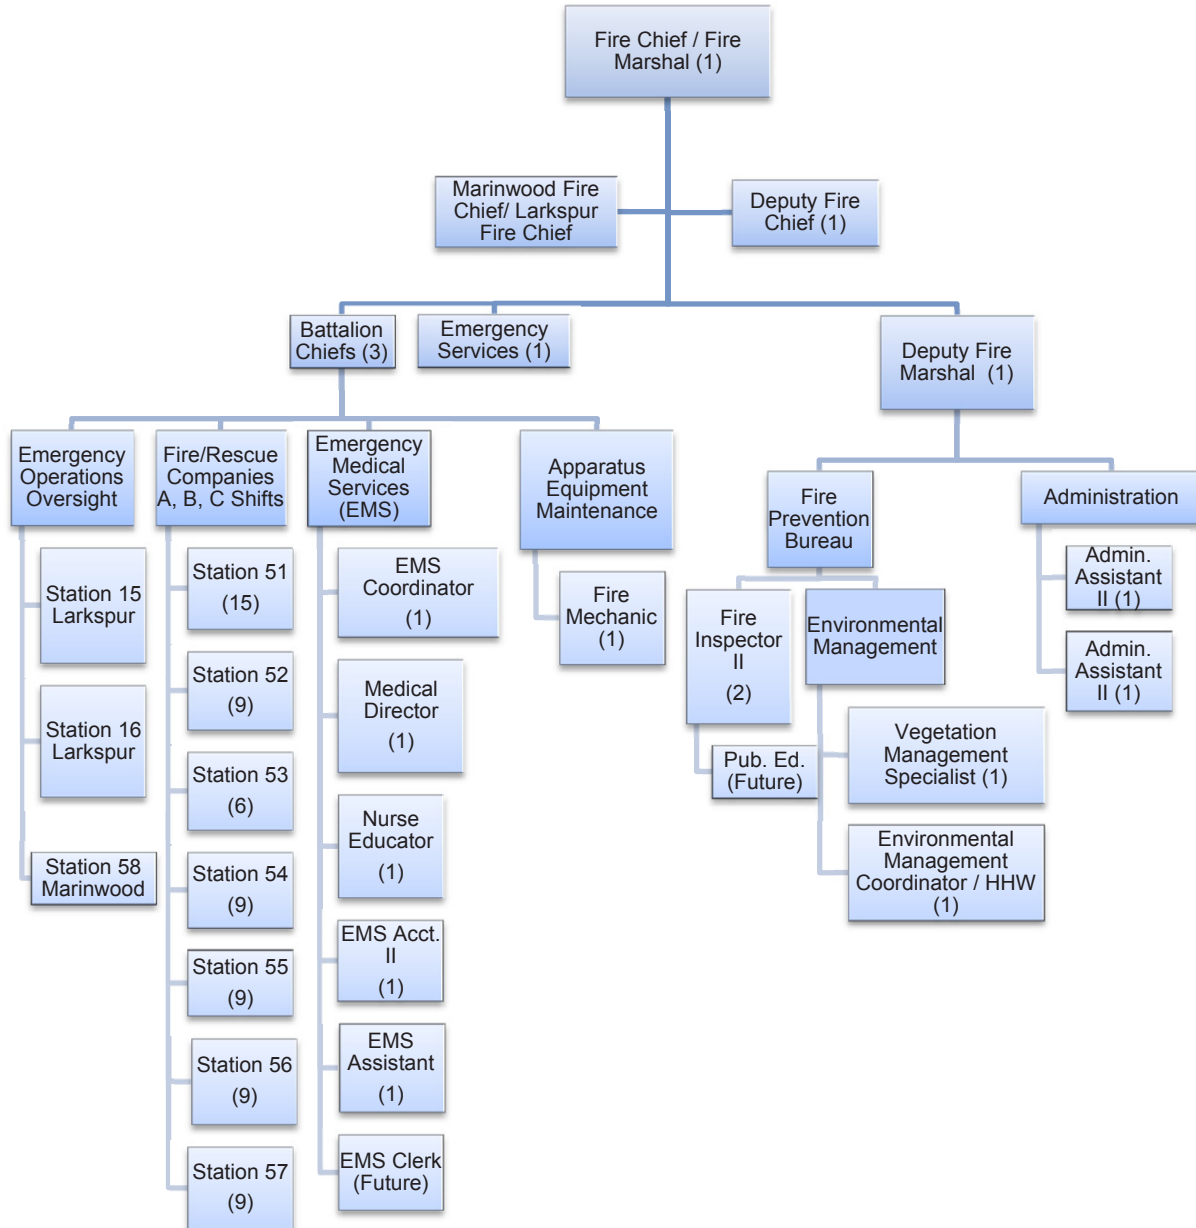 Fire Chief / Fire
Marshal (1)
Marinwood Fire
Chief/ Larkspur
Fire Chief
Deputy Fire
Chief (1)
Battalion
Chiefs (3)
Emergency
Services (1)
Deputy Fire
Marshal (1)
Emergency
Operations
Oversight
Fire/Rescue
Companies
A, B, C Shifts
Emergency
Medical
Services
(EMS)
Apparatus
Equipment
Maintenance
Fire
Prevention
Bureau
Administration
Station 15
Larkspur
Station 16
Larkspur
Station 58
Marinwood
Station 51
(15)
Station 52
(9)
Station 53
(6)
Station 54
(9)
Station 55
(9)
Station 56
(9)
Station 57
(9)
EMS
Coordinator
(1)
Medical
Director
(1)
Nurse
Educator
(1)
EMS Acct.
II
(1)
EMS
Assistant
(1)
EMS Clerk
(Future)
Fire
Mechanic
(1)
Fire
Inspector
II
(2)
Pub. Ed.
(Future)
Environmental
Management
Vegetation
Management
Specialist (1)
Environmental
Management
Coordinator / HHW
(1)
Admin.
Assistant
II (1)
Admin.
Assistant
II (1)